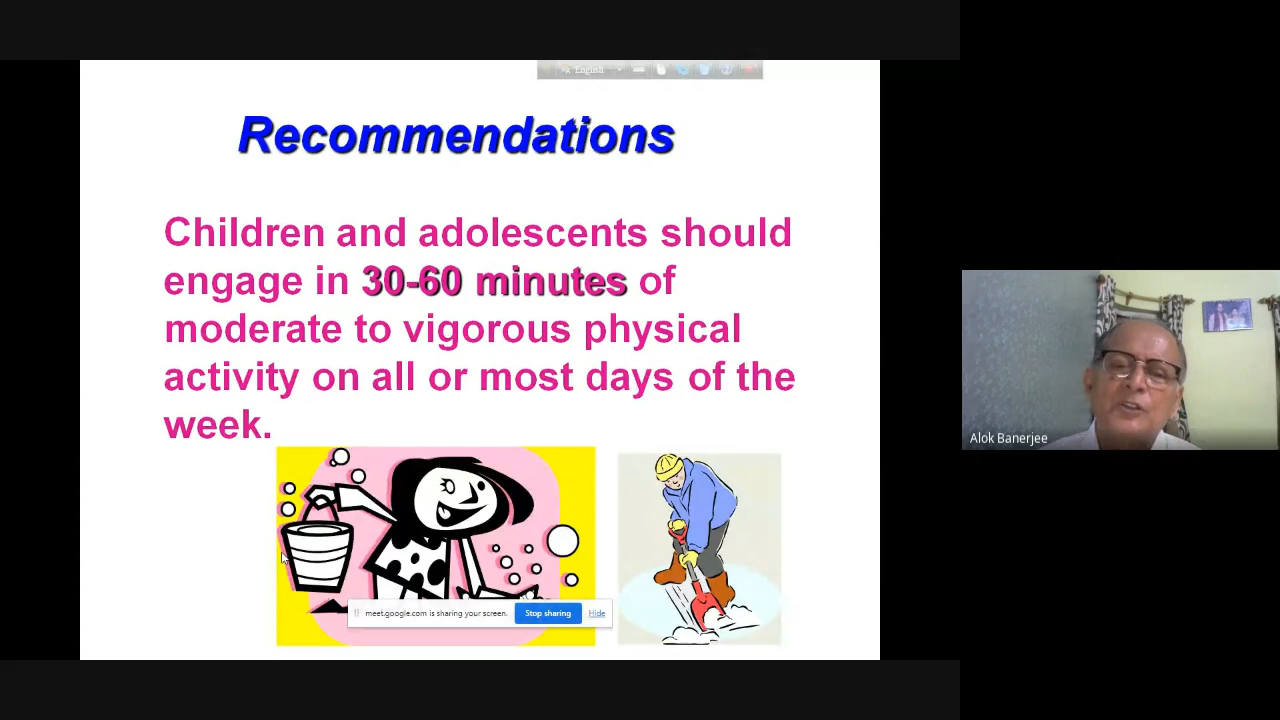 English
Recommendations
Children and adolescents should
engage in 30-60 minutes of
moderate to vigorous physical
activity on all or most days of the
week.
meet.google.com is sharing your screen. Stop sharing Hide
Alok Banerjee